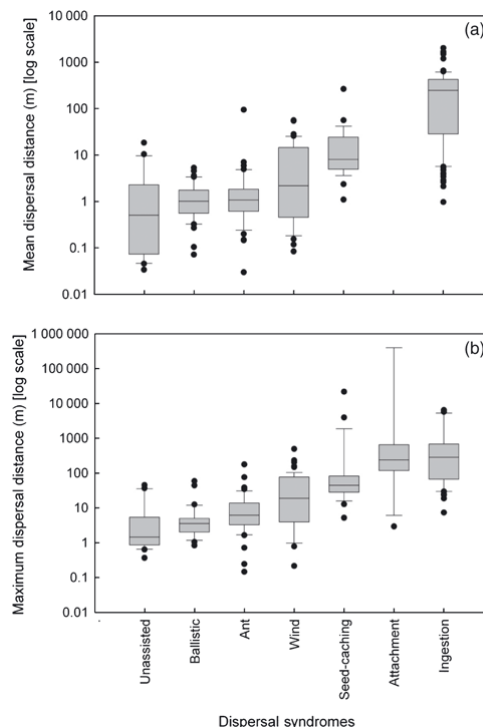 (a)
Mean dispersal distance (m) [log scale]
10 000
1000
100
10
1
0.1
0.01
(b)
Maximum dispersal distance (m) [log scale]
1 000 000
100 000
10 000
1000
100
10
1
0.1
0.01
Unassisted
Ballistic
Ant
Wind
Seed-caching
Attachment
Ingestion
Dispersal syndromes